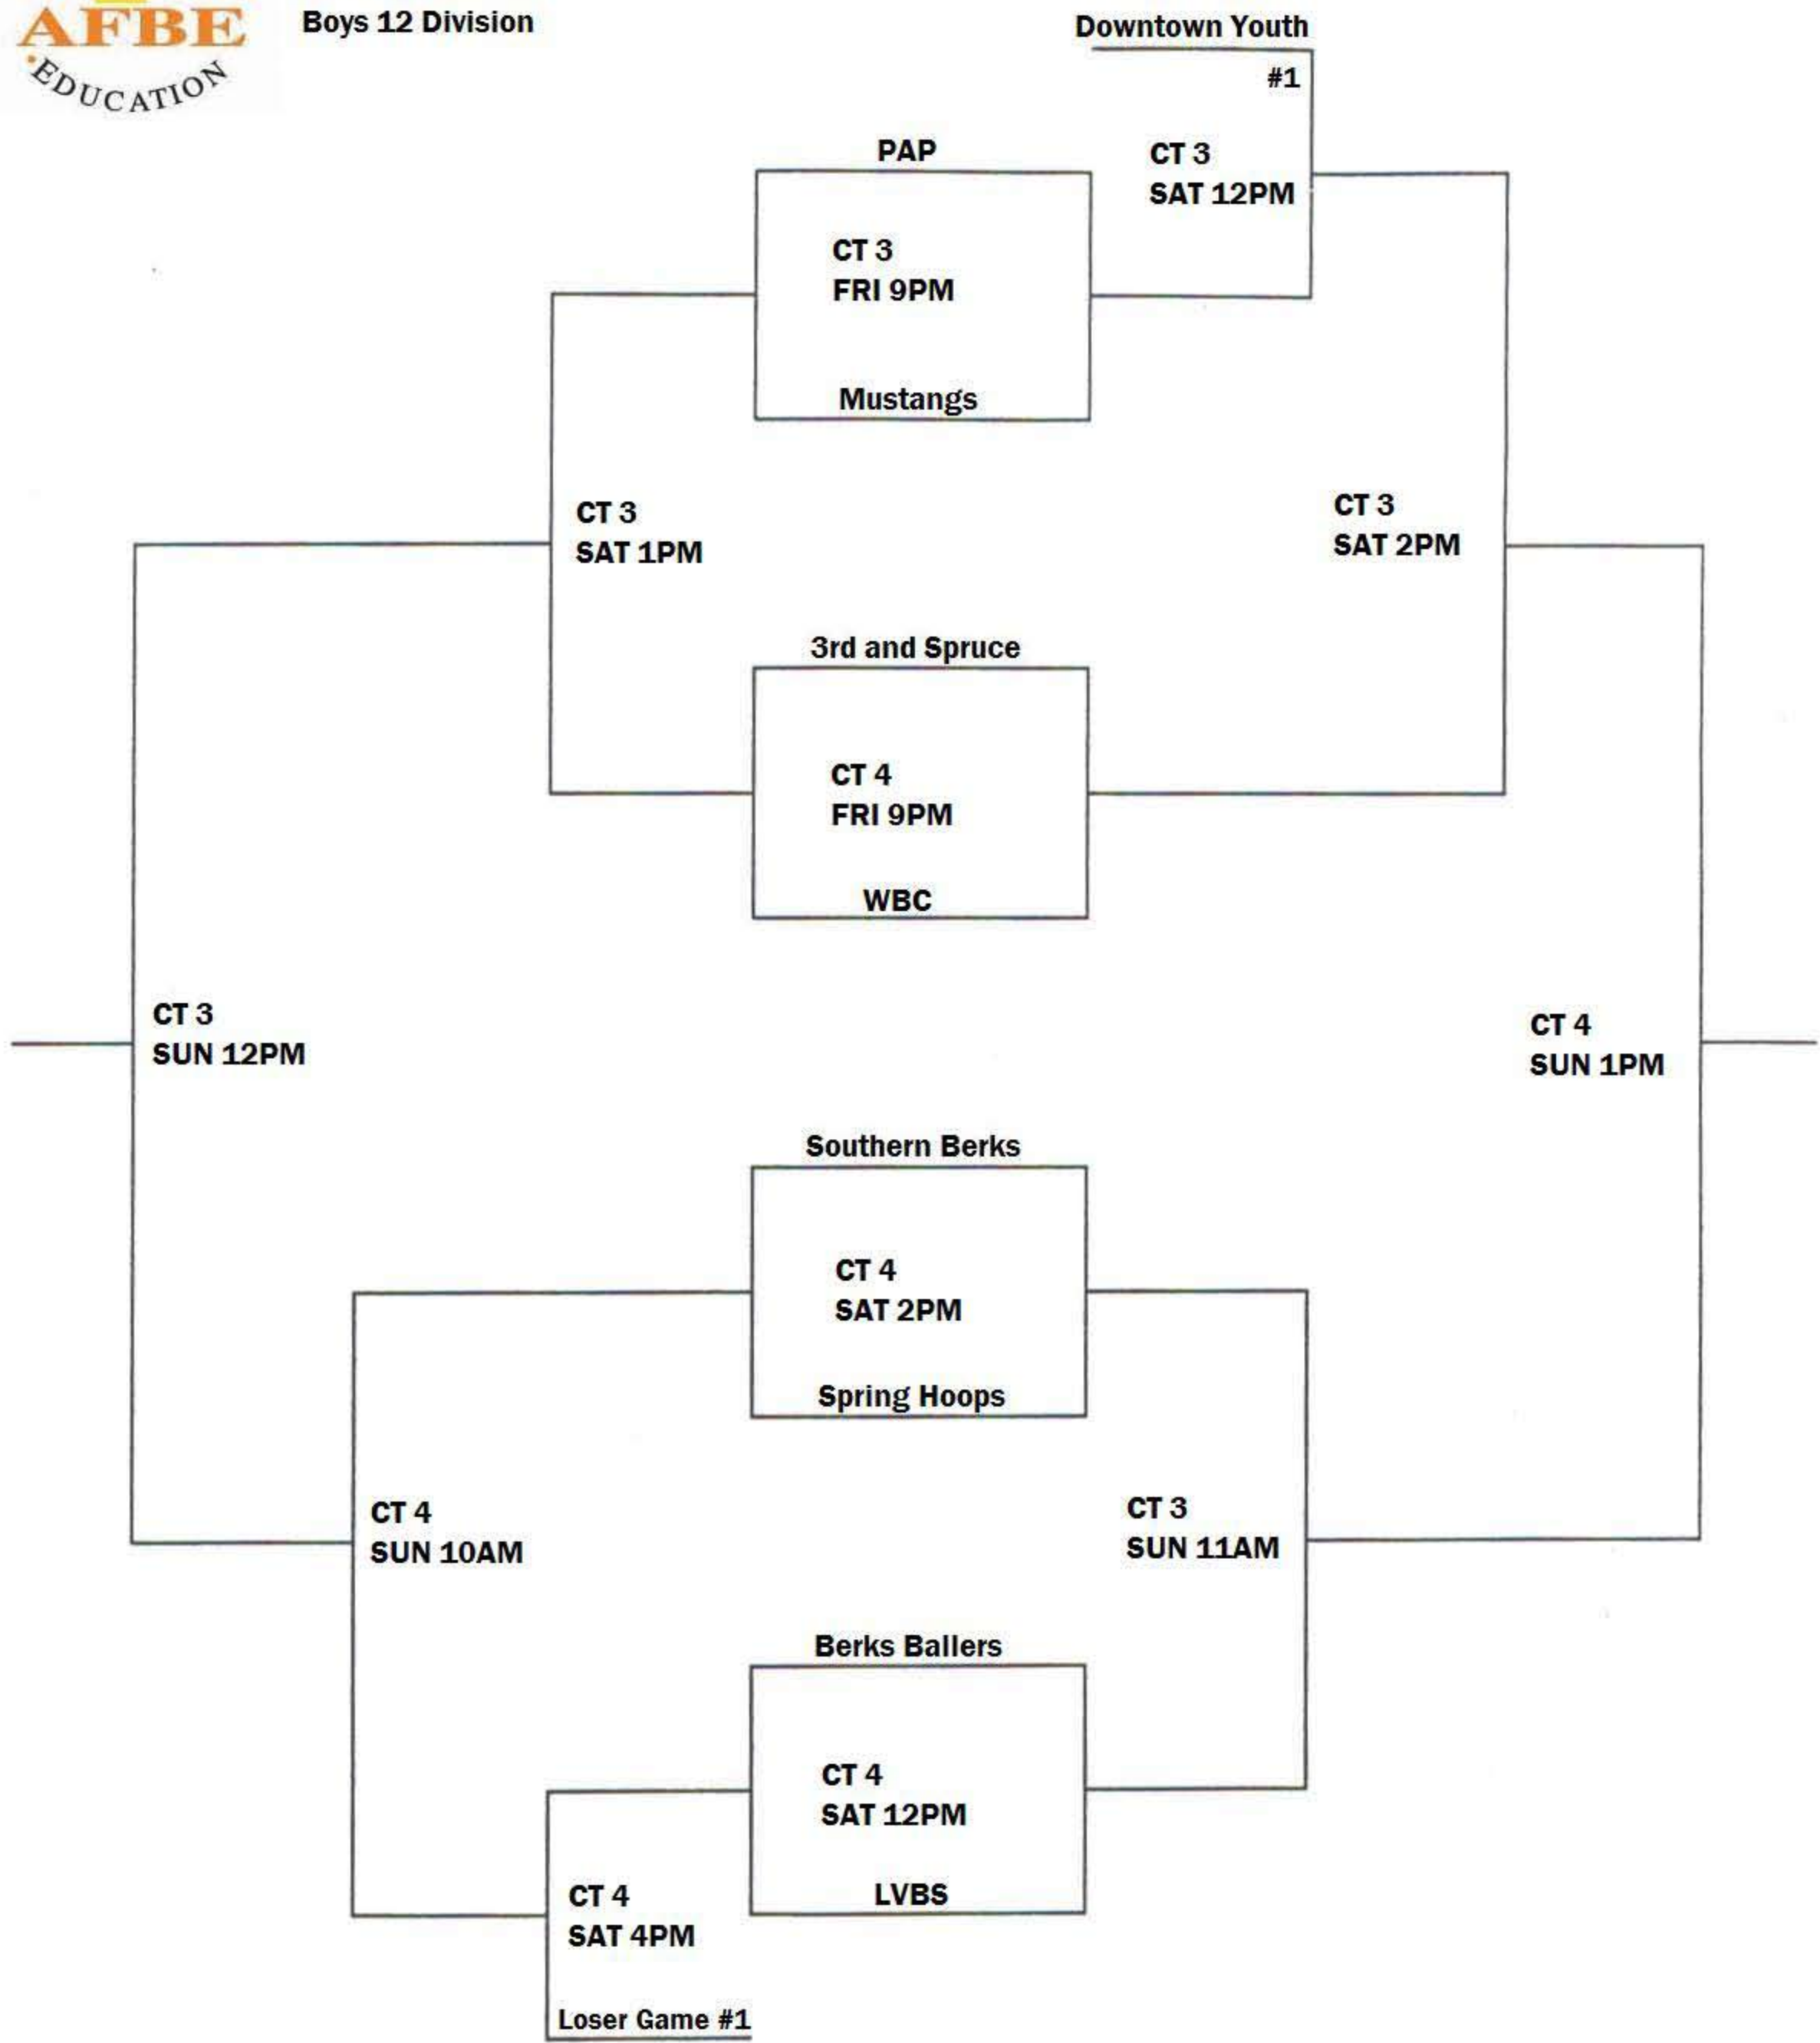 AFBE
EDUCATION
Boys 12 Division
Downtown Youth
#1
PAP
CT 3
SAT 12PM
CT 3
FRI 9PM
Mustangs
CT 3
SAT 1PM
CT 3
SAT 2PM
3rd and Spruce
CT 4
FRI 9PM
WBC
CT 3
SUN 12PM
CT 4
SUN 1PM
Southern Berks
CT 4
SAT 2PM
Spring Hoops
CT 4
SUN 10AM
CT 3
SUN 11AM
Berks Ballers
CT 4
SAT 12PM
LVBS
CT 4
SAT 4PM
Loser Game #1